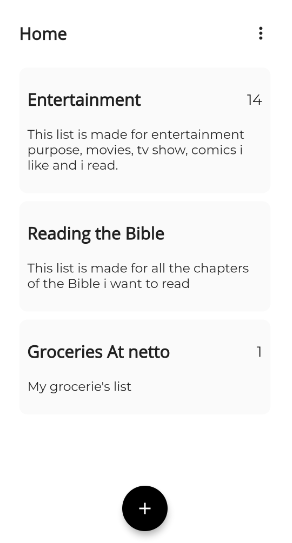 Home
Entertainment 14
This list is made for entertainment
purpose, movies, tv show, comics i
like and i read.
Reading the Bible
This list is made for all the chapters
of the Bible i want to read
Groceries At netto 1
My grocerie's list
+